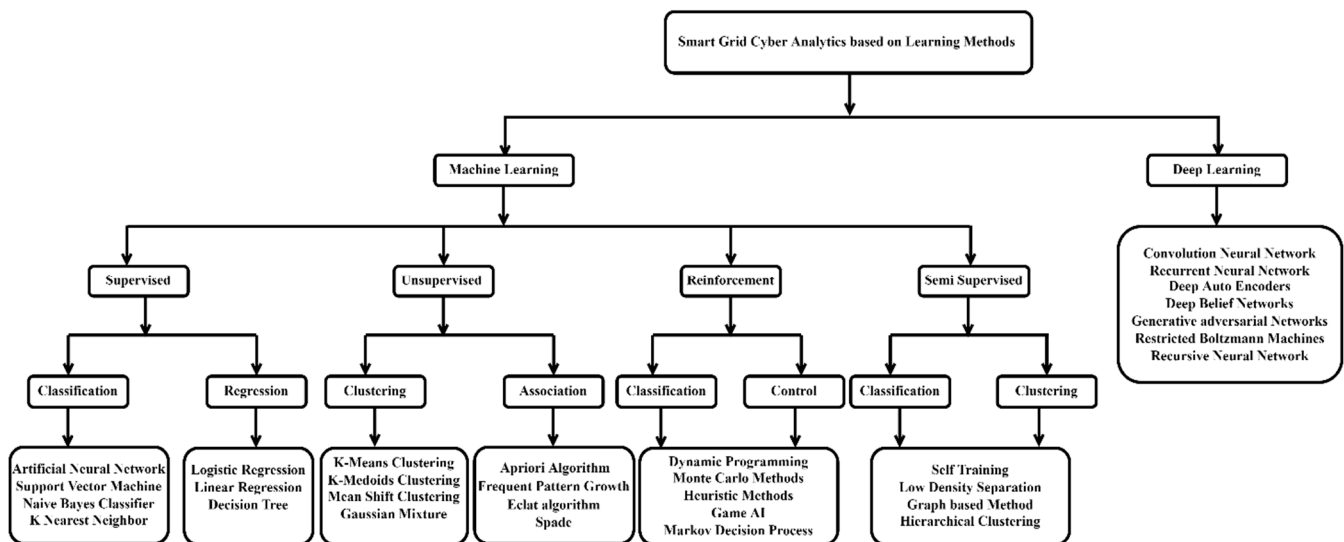 Smart Grid Cyber Analytics based on Learning Methods
Machine Learning
Deep Learning
Supervised
Unsupervised
Reinforcement
Semi Supervised
Convolution Neural Network
Recurrent Neural Network
Deep Auto Encoders
Deep Belief Networks
Generative adversarial Networks
Restricted Boltzmann Machines
Recursive Neural Network
Classification
Regression
Clustering
Association
Classification
Control
Classification
Clustering
Artificial Neural Network
Support Vector Machine
Naive Bayes Classifier
K Nearest Neighbor
Logistic Regression
Linear Regression
Decision Tree
K-Means Clustering
K-Medoids Clustering
Mean Shift Clustering
Gaussian Mixture
Apriori Algorithm
Frequent Pattern Growth
Eclat algorithm
Spade
Dynamic Programming
Monte Carlo Methods
Heuristic Methods
Game AI
Markov Decision Process
Self Training
Low Density Separation
Graph based Method
Hierarchical Clustering